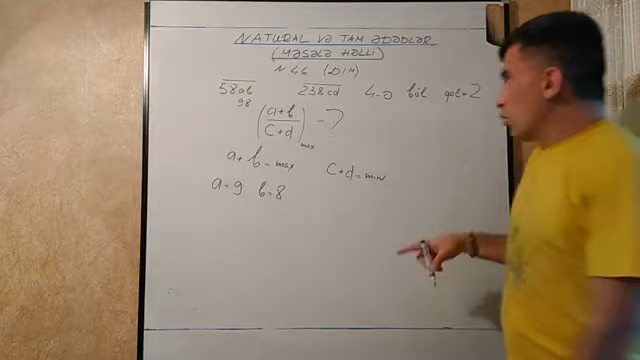 NATURAL VƏ TAM ƏDƏDLƏR
(MƏSƏLƏ HƏLLİ)
N 46 (DİM)
58ab 238cd 4-ə böl qal=2
98
(a+b / c+d)max - ?
a+b=max c+d=min
a=9 b=8